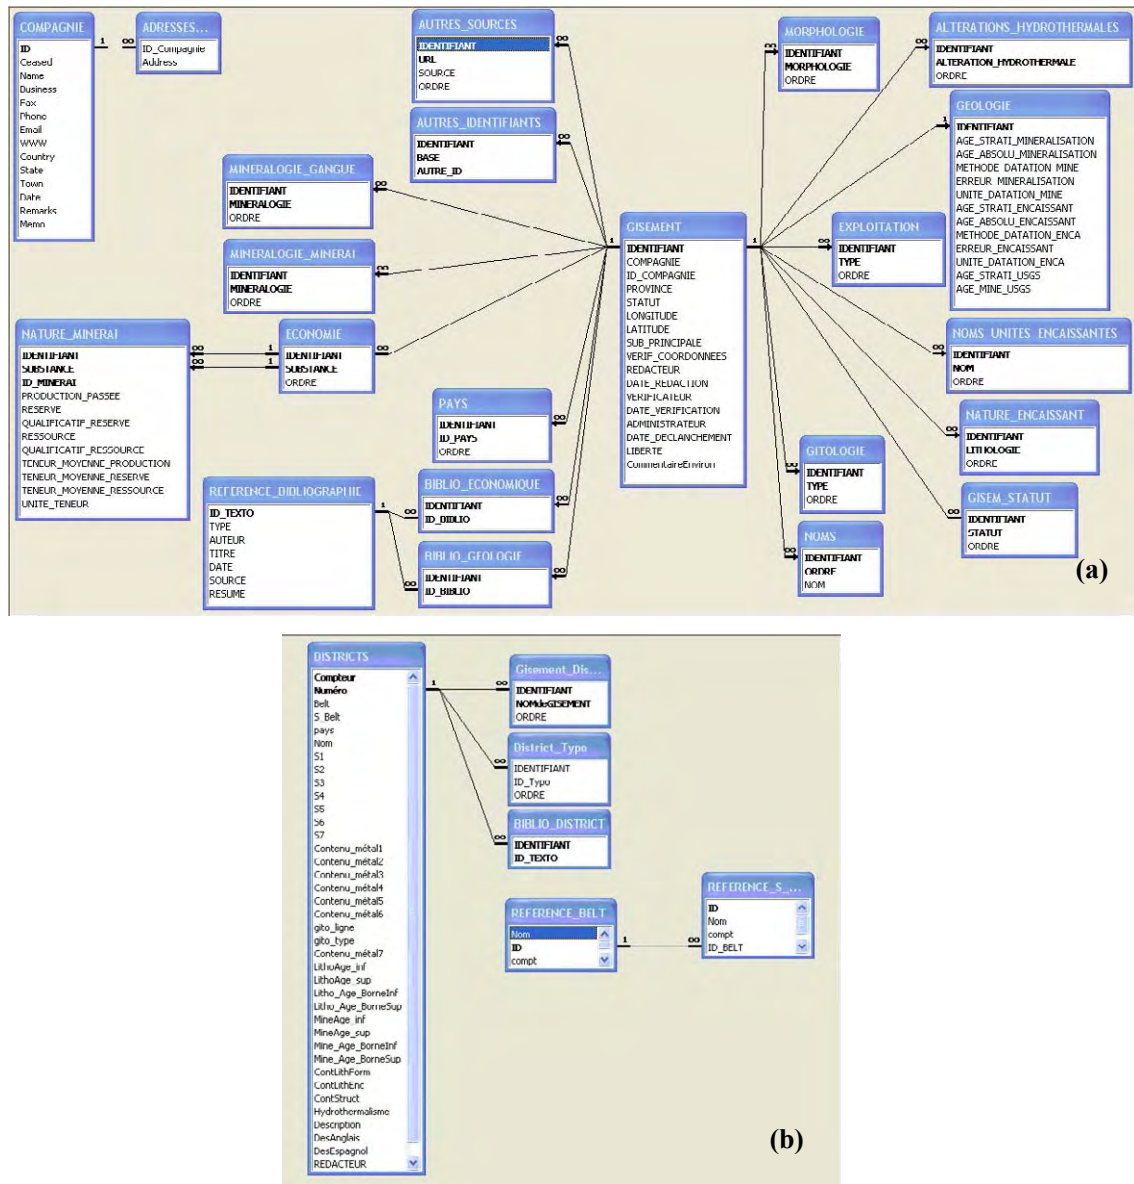 COMPAGNIE
ID
Ceased
Name
Business
Fax
Phone
Email
WWW
Country
State
Town
Date
Remarks
Memo
1
∞
ADRESSES...
ID_Compagnie
Address
AUTRES_SOURCES
IDENTIFIANT
URL
SOURCE
ORDRE
∞
AUTRES_IDENTIFIANTS
IDENTIFIANT
BASE
AUTRE_ID
∞
MINERALOGIE_GANGUE
IDENTIFIANT
MINERALOGIE
ORDRE
∞
MINERALOGIE_MINERAI
IDENTIFIANT
MINERALOGIE
ORDRE
∞
NATURE_MINERAI
IDENTIFIANT
SUBSTANCE
ID_MINERAI
PRODUCTION_PASSEE
RESERVE
QUALIFICATIF_RESERVE
RESSOURCE
QUALIFICATIF_RESSOURCE
TENEUR_MOYENNE_PRODUCTION
TENEUR_MOYENNE_RESERVE
TENEUR_MOYENNE_RESSOURCE
UNITE_TENEUR
∞
1
∞
1
ECONOMIE
IDENTIFIANT
SUBSTANCE
ORDRE
∞
PAYS
IDENTIFIANT
ID_PAYS
ORDRE
∞
REFERENCE_BIBLIOGRAPHIE
ID_TEXTO
TYPE
AUTEUR
TITRE
DATE
SOURCE
RESUME
1
∞
∞
BIBLIO_ECONOMIQUE
IDENTIFIANT
ID_BIBLIO
∞
BIBLIO_GEOLOGIE
IDENTIFIANT
ID_BIBLIO
∞
1
GISEMENT
IDENTIFIANT
COMPAGNIE
ID_COMPAGNIE
PROVINCE
STATUT
LONGITUDE
LATITUDE
SUB_PRINCIPALE
VERIF_COORDONNEES
REDACTEUR
DATE_REDACTION
VERIFICATEUR
DATE_VERIFICATION
ADMINISTRATEUR
DATE_DECLANCHEMENT
LIBERTE
CommentaireEnviron
1
∞
MORPHOLOGIE
IDENTIFIANT
MORPHOLOGIE
ORDRE
∞
ALTERATIONS_HYDROTHERMALES
IDENTIFIANT
ALTERATION_HYDROTHERMALE
ORDRE
1
GEOLOGIE
IDENTIFIANT
AGE_STRATI_MINERALISATION
AGE_ABSOLU_MINERALISATION
METHODE_DATATION_MINE
ERREUR_MINERALISATION
UNITE_DATATION_MINE
AGE_STRATI_ENCAISSANT
AGE_ABSOLU_ENCAISSANT
METHODE_DATATION_ENCA
ERREUR_ENCAISSANT
UNITE_DATATION_ENCA
AGE_STRATI_USGS
AGE_MINE_USGS
∞
EXPLOITATION
IDENTIFIANT
TYPE
ORDRE
∞
NOMS_UNITES_ENCAISSANTES
IDENTIFIANT
NOM
ORDRE
∞
NATURE_ENCAISSANT
IDENTIFIANT
LITHOLOGIE
ORDRE
∞
GITOLOGIE
IDENTIFIANT
TYPE
ORDRE
∞
GISEM_STATUT
IDENTIFIANT
STATUT
ORDRE
∞
NOMS
IDENTIFIANT
ORDRE
NOM
(a)
DISTRICTS
Compteur
Numéro
Belt
S_Belt
pays
Nom
S1
S2
S3
S4
S5
S6
S7
Contenu_métal1
Contenu_métal2
Contenu_métal3
Contenu_métal4
Contenu_métal5
Contenu_métal6
gito_ligne
gito_type
Contenu_métal7
LithoAge_inf
LithoAge_sup
Litho_Age_BorneInf
Litho_Age_BorneSup
MineAge_inf
MineAge_sup
Mine_Age_BorneInf
Mine_Age_BorneSup
ContLithForm
ContLithEnc
ContStruct
Hydrothermalisme
Description
DesAnglais
DesEspagnol
REDACTEUR
1
∞
Gisement_Dis...
IDENTIFIANT
NOMdeGISEMENT
ORDRE
∞
District_Typo
IDENTIFIANT
ID_Typo
ORDRE
∞
BIBLIO_DISTRICT
IDENTIFIANT
ID_TEXTO
REFERENCE_BELT
Nom
ID
compt
1
∞
REFERENCE_S_...
ID
Nom
compt
ID_BELT
(b)